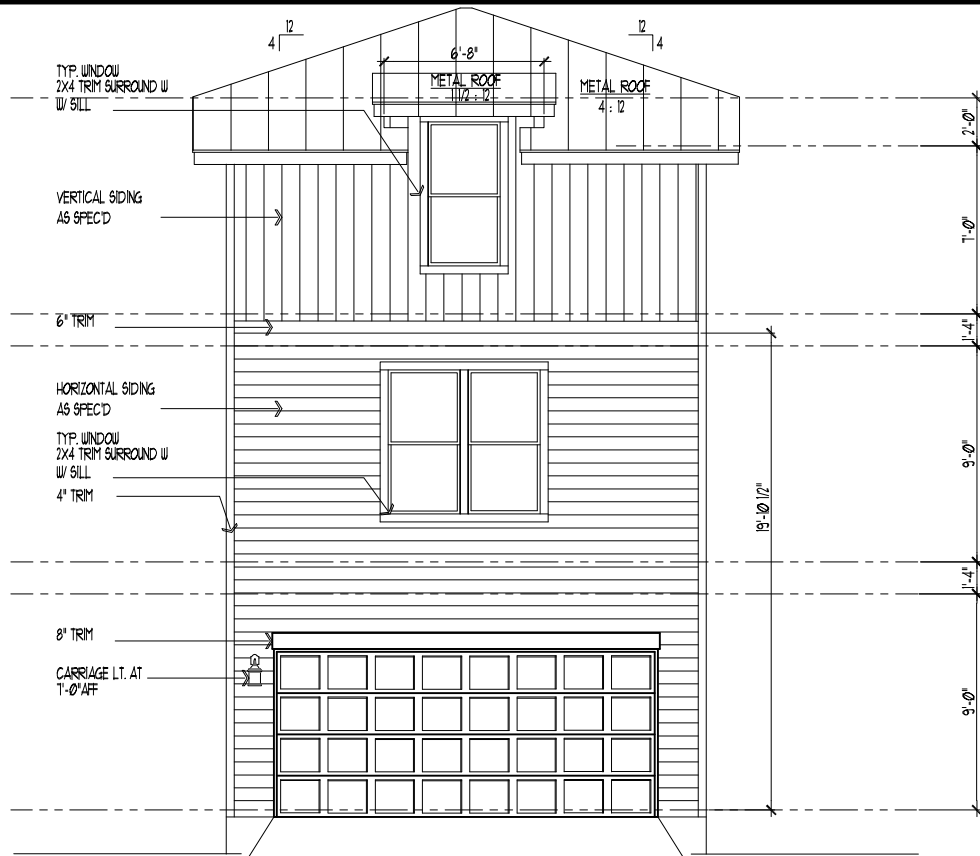 12
4
12
4
6'-8"
TYP. WINDOW
2X4 TRIM SURROUND W
W/ SILL
METAL ROOF
1 1/2 : 12
METAL ROOF
4 : 12
2'-0"
VERTICAL SIDING
AS SPEC'D
7'-0"
6" TRIM
1'-4"
HORIZONTAL SIDING
AS SPEC'D
TYP. WINDOW
2X4 TRIM SURROUND W
W/ SILL
4" TRIM
9'-0"
19'-10 1/2"
1'-4"
8" TRIM
CARRIAGE LT. AT
7'-0" AFF
9'-0"